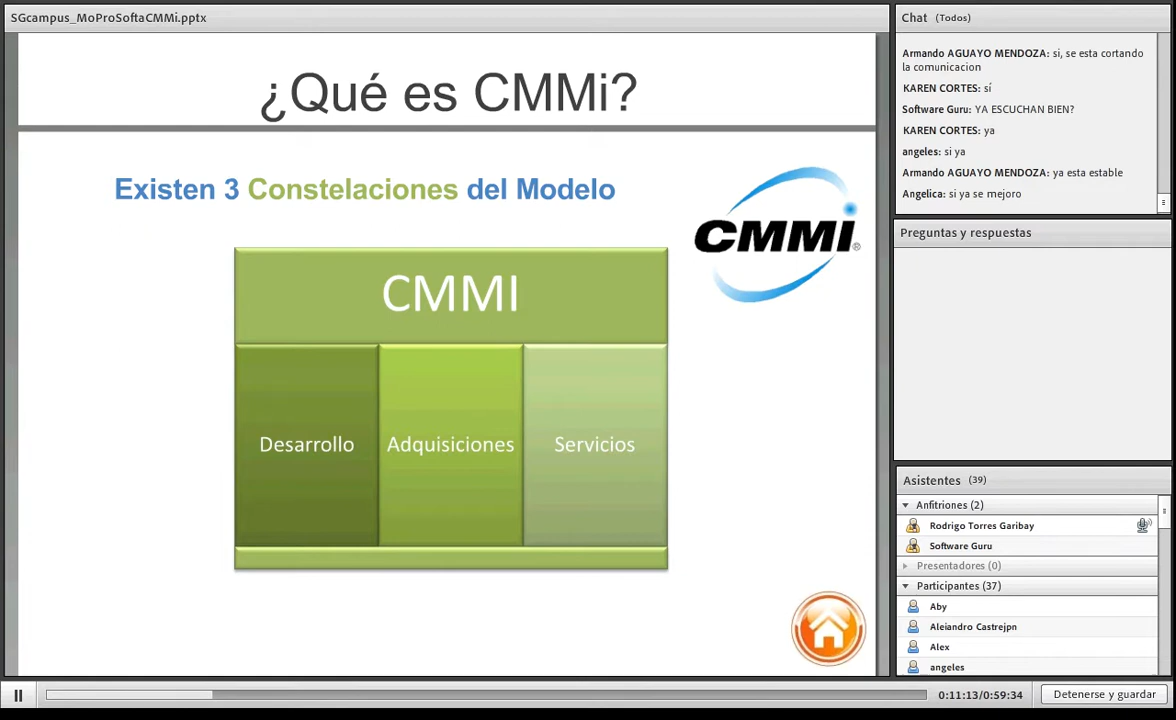 SGcampus_MoProSoftaCMMi.pptx
¿Qué es CMMi?
Existen 3 Constelaciones del Modelo
CMMI®
CMMI
Desarrollo
Adquisiciones
Servicios
Chat (Todos)
Armando AGUAYO MENDOZA: si, se esta cortando
la comunicacion
KAREN CORTES: sí
Software Guru: YA ESCUCHAN BIEN?
KAREN CORTES: ya
angeles: si ya
Armando AGUAYO MENDOZA: ya esta estable
Angelica: si ya se mejoro
Preguntas y respuestas
Asistentes (39)
Anfitriones (2)
Rodrigo Torres Garibay
Software Guru
Presentadores (0)
Participantes (37)
Aby
Alejandro Castrejpn
Alex
angeles
0:11:13/0:59:34
Detenerse y guardar